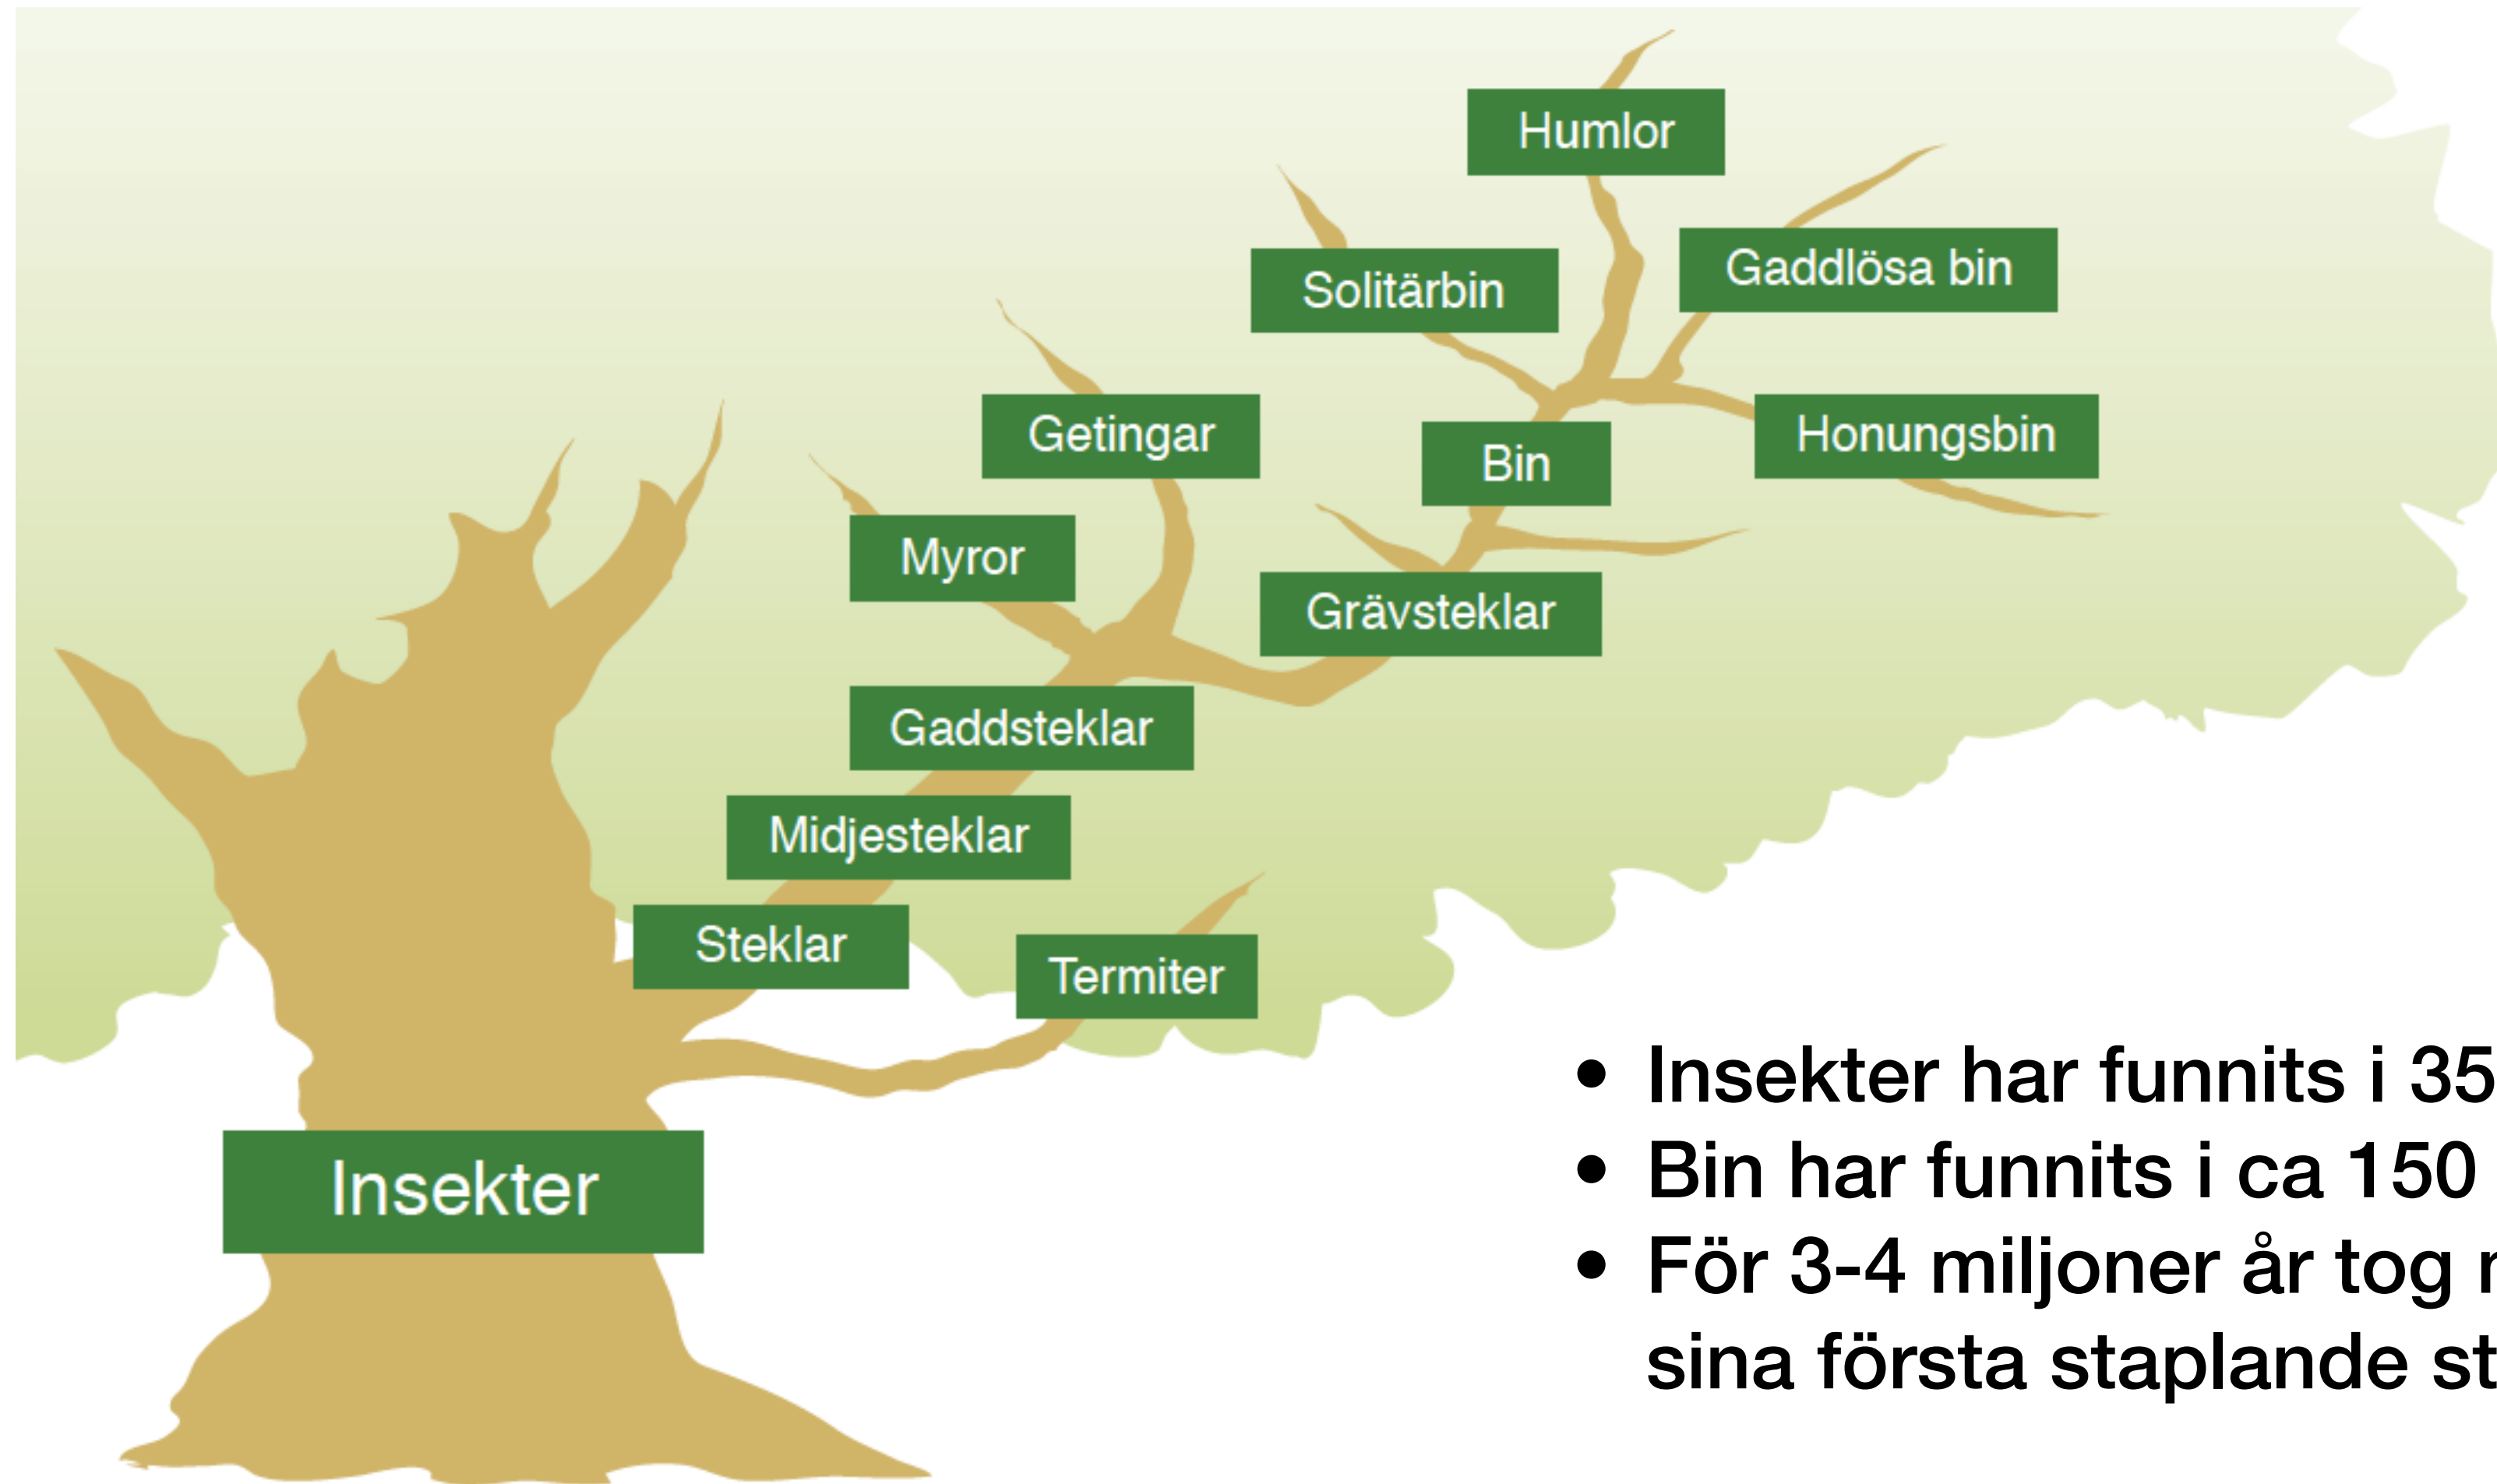 Humlor
Gaddlösa bin
Solitärbin
Getingar
Bin
Honungsbin
Myror
Grävsteklar
Gaddsteklar
Midjesteklar
Steklar
Termiter
Insekter
• Insekter har funnits i 35
• Bin har funnits i ca 150
• För 3-4 miljoner år tog
sina första staplande